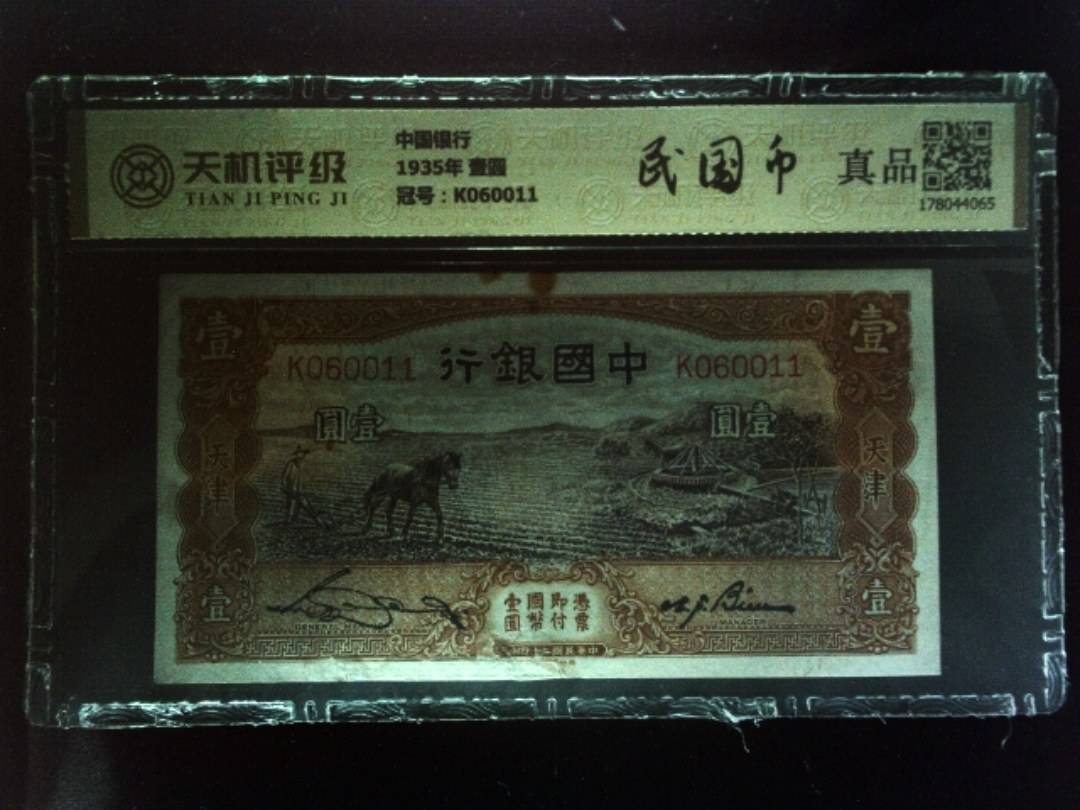 天机评级
TIAN JI PING JI
中国银行
1935年 壹圆
冠号：K060011
民国币
真品
178044065
壹
壹
K060011
中國銀行
K060011
壹圓
壹圓
天津
天津
壹
壹
憑票
即付
國幣
壹圓
MANAGER